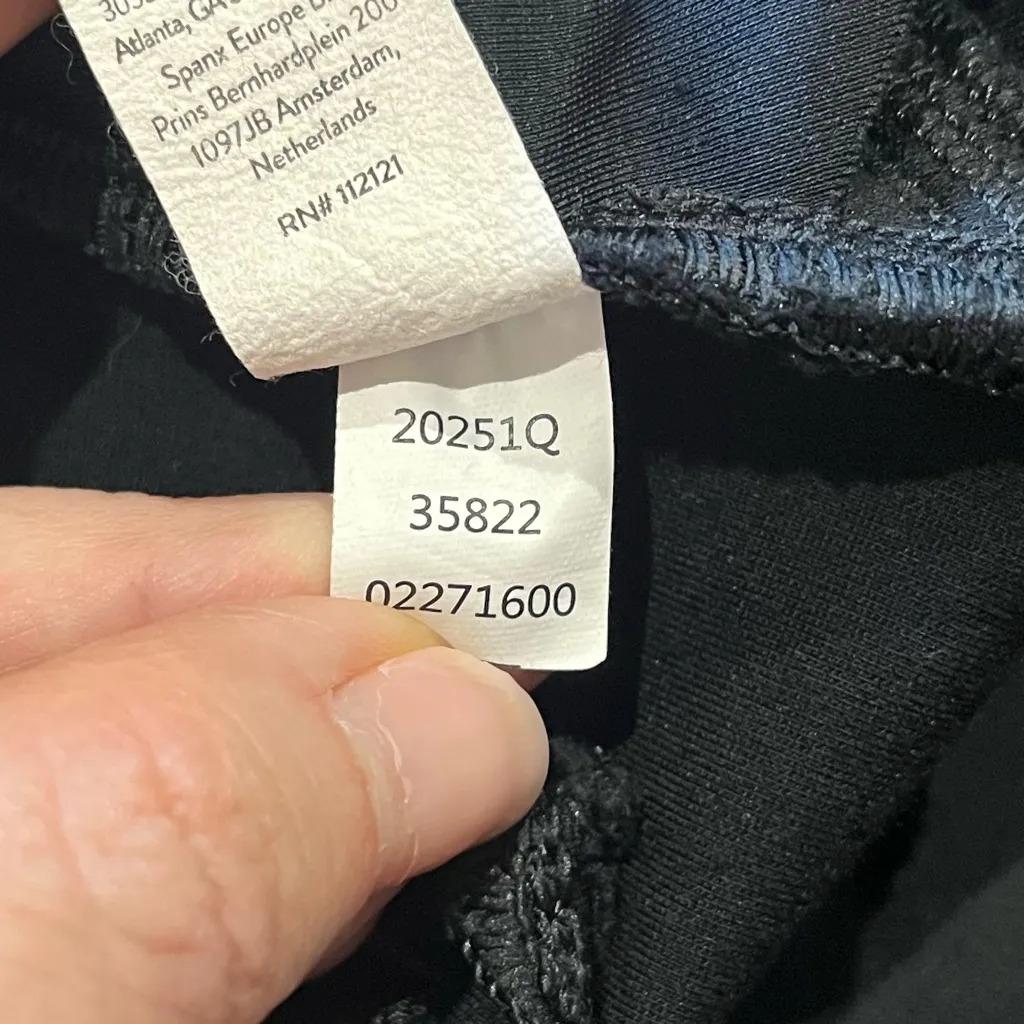 Atlanta, GA
Spanx Europe B
Prins Bernhardplein 200
1097JB Amsterdam,
Netherlands
RN# 112121
20251Q
35822
02271600